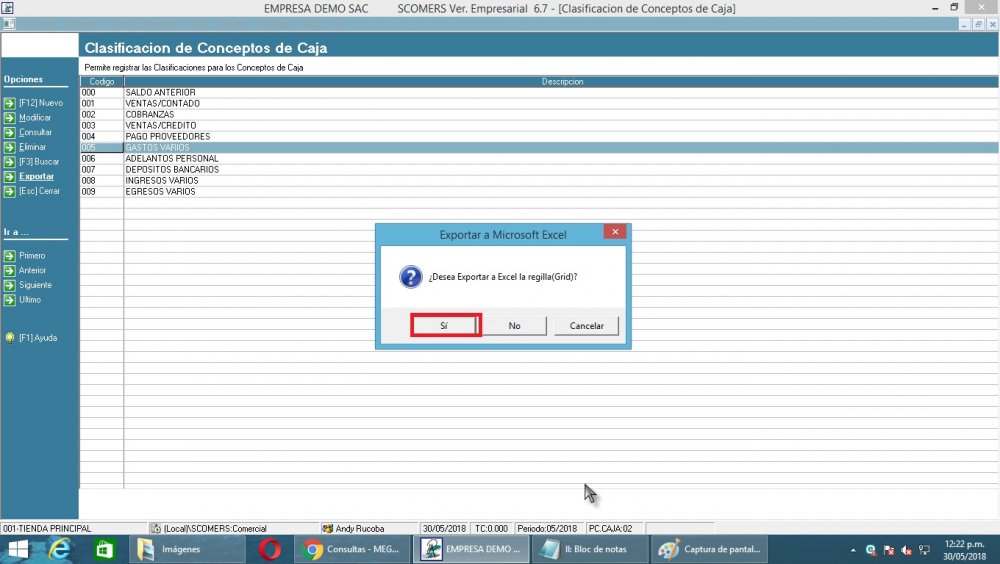 EMPRESA DEMO SAC SCOMERS Ver. Empresarial 6.7 - [Clasificacion de Conceptos de Caja]
Clasificacion de Conceptos de Caja
Permite registrar las Clasificaciones para los Conceptos de Caja
Opciones
[F12] Nuevo
Modificar
Consultar
Eliminar
[F3] Buscar
Exportar
[Esc] Cerrar
Ir a ...
Primero
Anterior
Siguiente
Ultimo
[F1] Ayuda
Codigo Descripcion
000 SALDO ANTERIOR
001 VENTAS/CONTADO
002 COBRANZAS
003 VENTAS/CREDITO
004 PAGO PROVEEDORES
005 GASTOS VARIOS
006 ADELANTOS PERSONAL
007 DEPOSITOS BANCARIOS
008 INGRESOS VARIOS
009 EGRESOS VARIOS
Exportar a Microsoft Excel
¿Desea Exportar a Excel la regilla(Grid)?
Sí No Cancelar
001-TIENDA PRINCIPAL (Local)\SCOMERS:Comercial Andy Rucoba 30/05/2018 TC:0.000 Periodo:05/2018 PC.CAJA:02
Imágenes Consultas - MEG... EMPRESA DEMO ... II: Bloc de notas Captura de pantal...
12:22 p.m.
30/05/2018